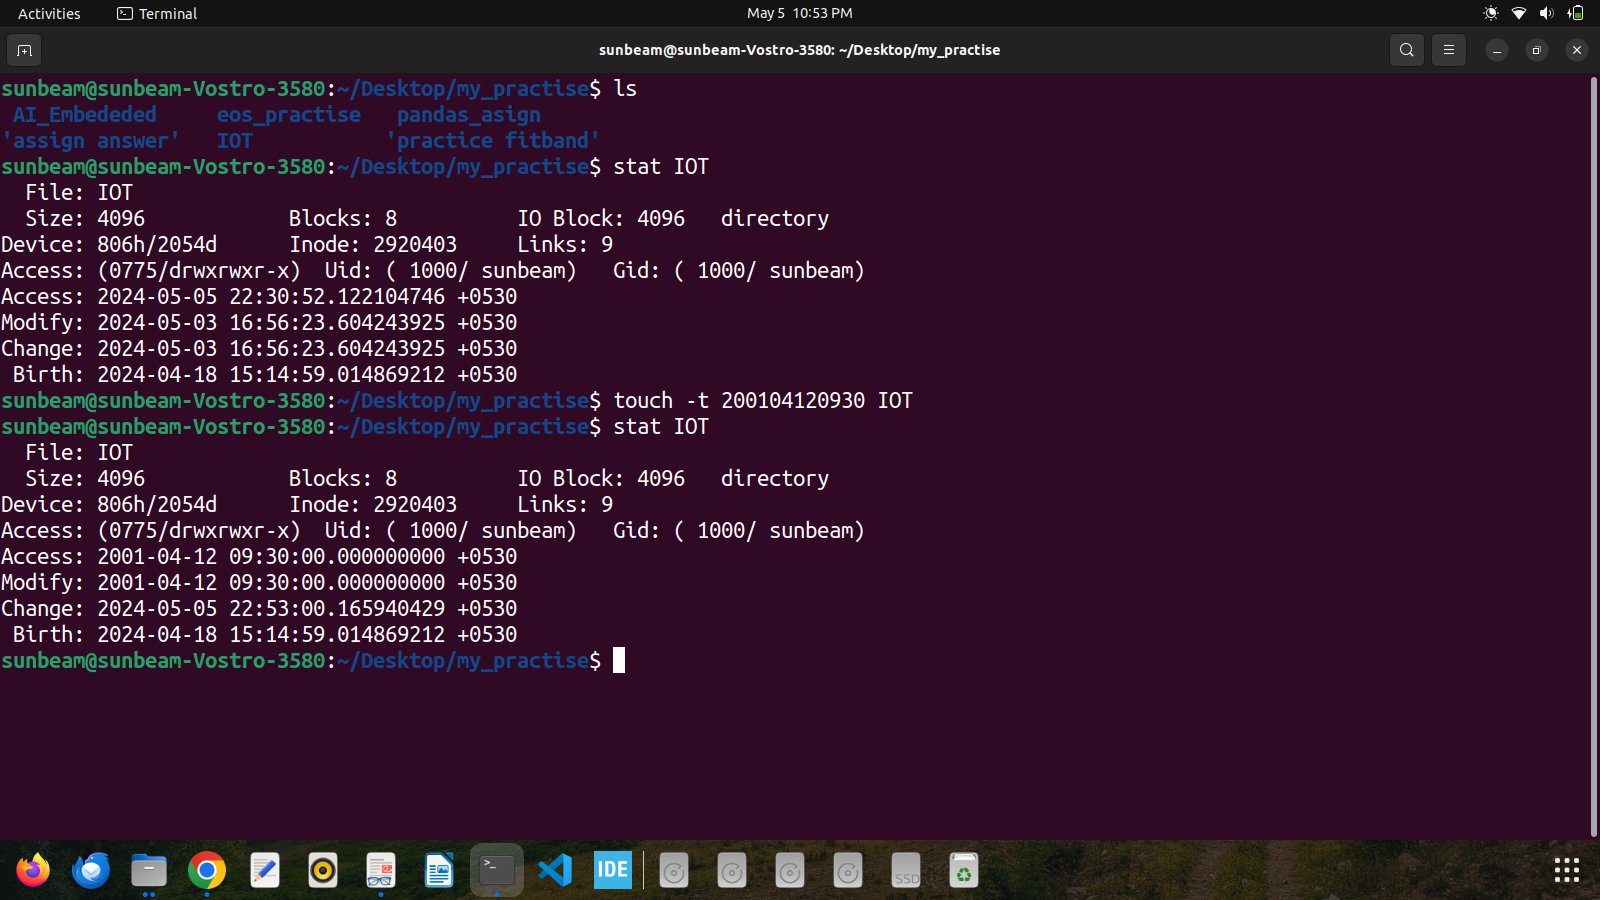 Activities Terminal May 5 10:53 PM
sunbeam@sunbeam-Vostro-3580: ~/Desktop/my_practise
sunbeam@sunbeam-Vostro-3580:~/Desktop/my_practise$ ls
AI_Embededed eos_practise pandas_asign
'assign answer' IOT 'practice fitband'
sunbeam@sunbeam-Vostro-3580:~/Desktop/my_practise$ stat IOT
File: IOT
Size: 4096 Blocks: 8 IO Block: 4096 directory
Device: 806h/2054d Inode: 2920403 Links: 9
Access: (0775/drwxrwxr-x) Uid: ( 1000/ sunbeam) Gid: ( 1000/ sunbeam)
Access: 2024-05-05 22:30:52.122104746 +0530
Modify: 2024-05-03 16:56:23.604243925 +0530
Change: 2024-05-03 16:56:23.604243925 +0530
Birth: 2024-04-18 15:14:59.014869212 +0530
sunbeam@sunbeam-Vostro-3580:~/Desktop/my_practise$ touch -t 200104120930 IOT
sunbeam@sunbeam-Vostro-3580:~/Desktop/my_practise$ stat IOT
File: IOT
Size: 4096 Blocks: 8 IO Block: 4096 directory
Device: 806h/2054d Inode: 2920403 Links: 9
Access: (0775/drwxrwxr-x) Uid: ( 1000/ sunbeam) Gid: ( 1000/ sunbeam)
Access: 2001-04-12 09:30:00.000000000 +0530
Modify: 2001-04-12 09:30:00.000000000 +0530
Change: 2024-05-05 22:53:00.165940429 +0530
Birth: 2024-04-18 15:14:59.014869212 +0530
sunbeam@sunbeam-Vostro-3580:~/Desktop/my_practise$
>_ IDE SSD